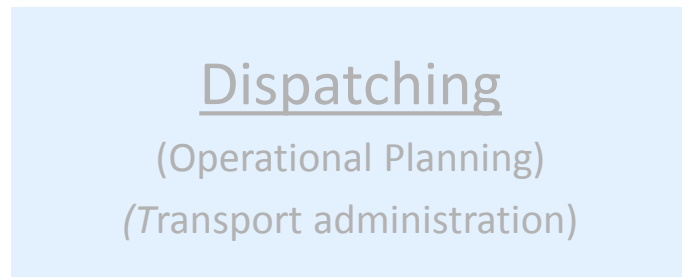 Dispatching
(Operational Planning)
(Transport administration)